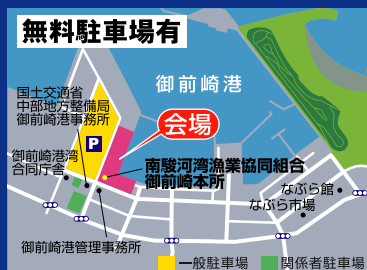 無料駐車場有
御前崎港
国土交通省
中部地方整備局
御前崎港事務所
P
会場
御前崎港湾
合同庁舎
南駿河湾漁業協同組合
御前崎本所
なぶら館
なぶら市場
御前崎港管理事務所
一般駐車場
関係者駐車場